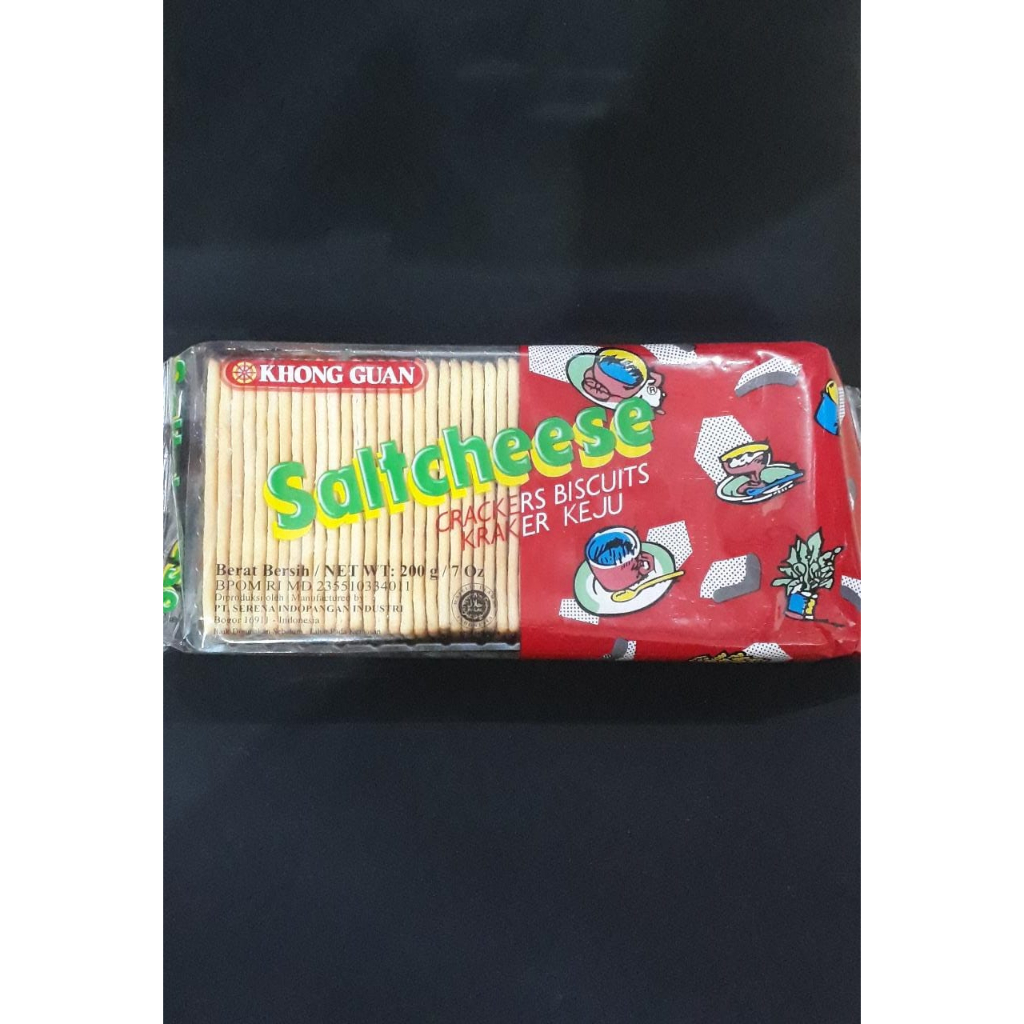 KHONG GUAN
Saltcheese
®
CRACKERS BISCUITS
KRAKER KEJU
Berat Bersih / NET WT: 200 g / 7 Oz
BPOM RI MD 235510334011
Diproduksi oleh / Manufactured by :
PT. SERENA INDOPANGAN INDUSTRI
Bogor 16911 - Indonesia